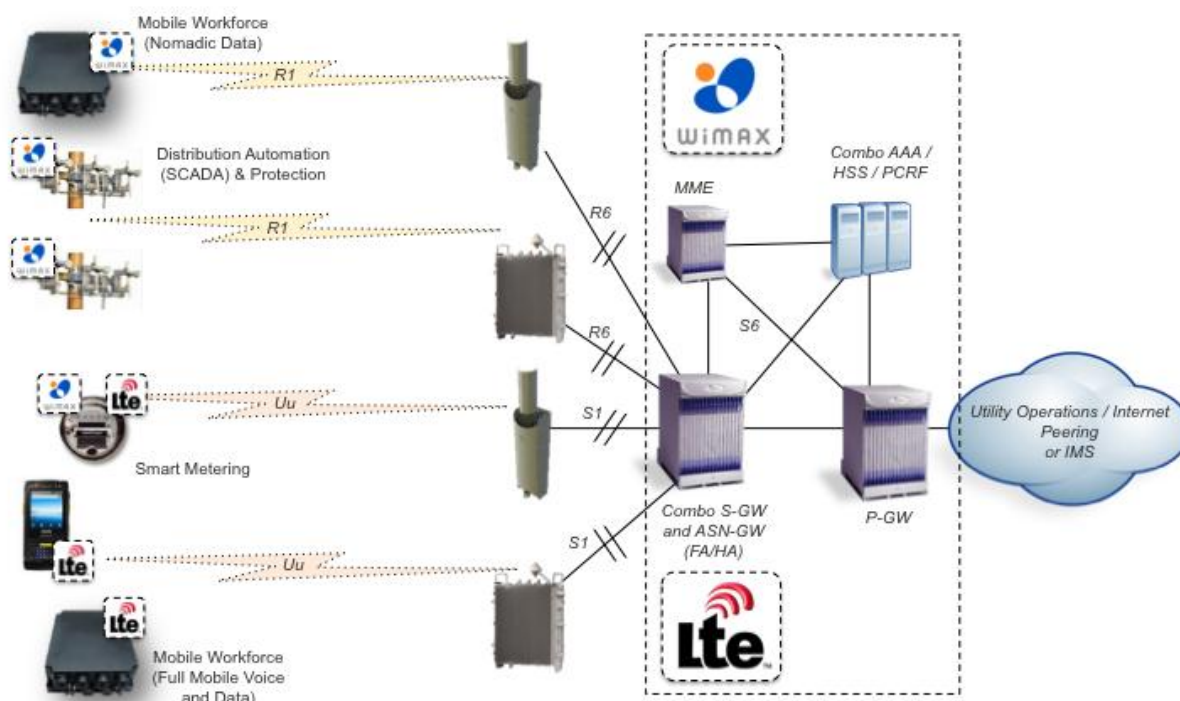 Mobile Workforce
(Nomadic Data)
wimax
R1
wimax
Distribution Automation
(SCADA) & Protection
R1
wimax
wimax
LTE
Uu
Smart Metering
LTE
Uu
LTE
Mobile Workforce
(Full Mobile Voice
and Data)
R6
R6
S1
S1
wimax
MME
Combo AAA /
HSS / PCRF
S6
Combo S-GW
and ASN-GW
(FA/HA)
P-GW
LTE
Utility Operations / Internet
Peering
or IMS